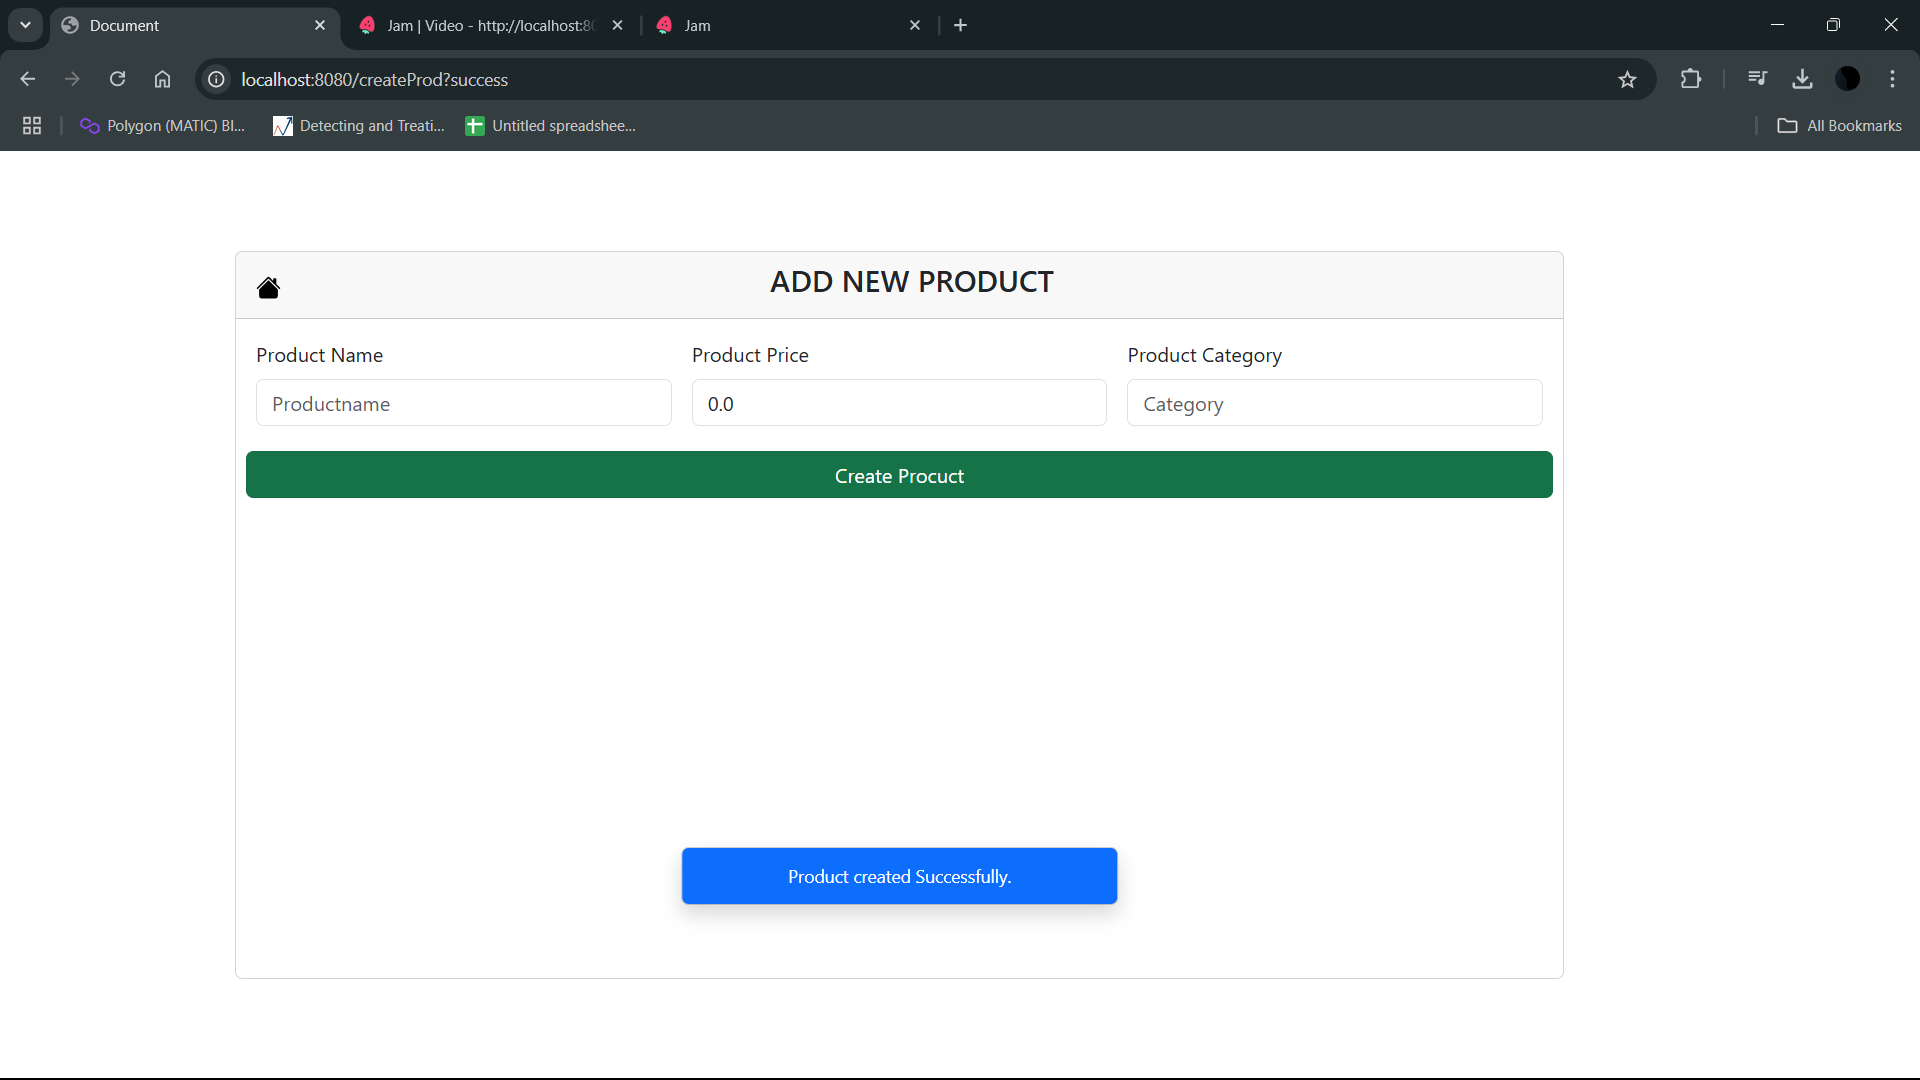 Document
Jam | Video - http://localhost:80
Jam
localhost:8080/createProd?success
Polygon (MATIC) Bl...
Detecting and Treati...
Untitled spreadshee...
All Bookmarks
ADD NEW PRODUCT
Product Name
Product Price
Product Category
Productname
0.0
Category
Create Procuct
Product created Successfully.